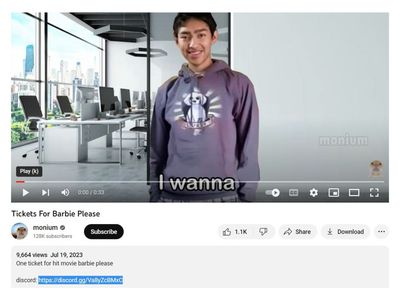 monium
I wanna
Play (k)
0:00 / 0:33
Tickets For Barbie Please
monium
128K subscribers
Subscribe
1.1K
Share
Download
9,664 views Jul 19, 2023
One ticket for hit movie barbie please
discord: https://discord.gg/Va8yZcBMxC